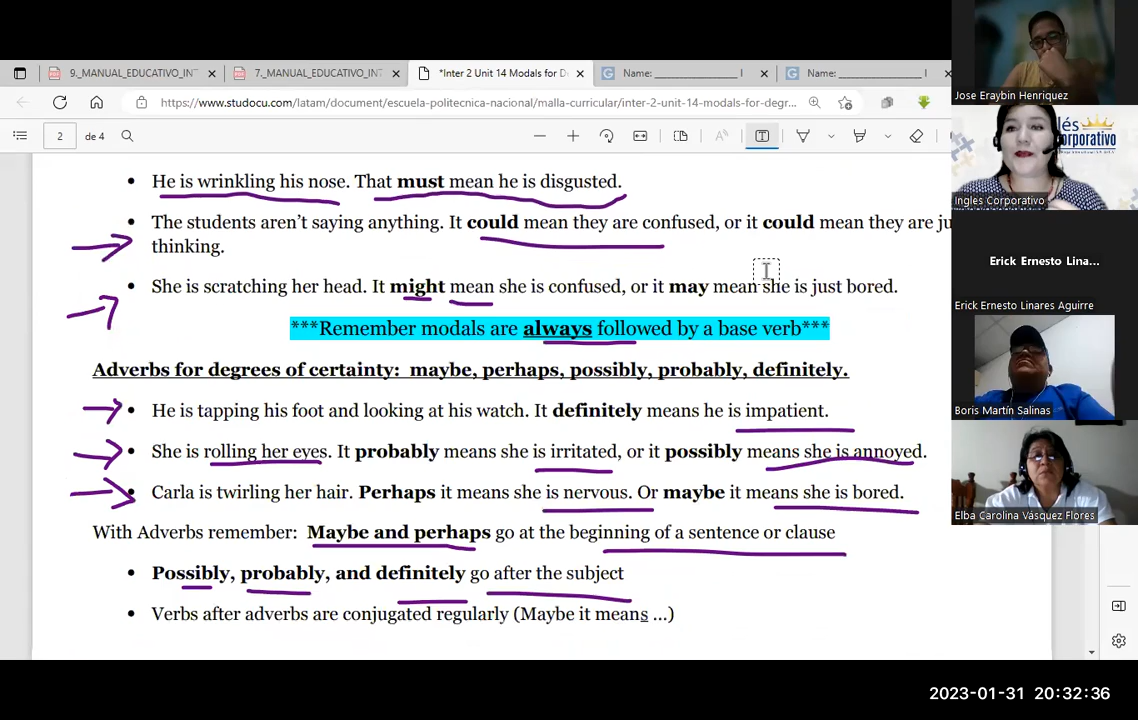 9._MANUAL_EDUCATIVO_INT
7._MANUAL_EDUCATIVO_INT
*Inter 2 Unit 14 Modals for De
Name: ______________ I
Name: ______________ I
https://www.studocu.com/latam/document/escuela-politecnica-nacional/malla-curricular/inter-2-unit-14-modals-for-degr...
2
de 4
He is wrinkling his nose. That must mean he is disgusted.
The students aren't saying anything. It could mean they are confused, or it could mean they are ju
thinking.
She is scratching her head. It might mean she is confused, or it may mean she is just bored.
***Remember modals are always followed by a base verb***
Adverbs for degrees of certainty: maybe, perhaps, possibly, probably, definitely.
He is tapping his foot and looking at his watch. It definitely means he is impatient.
She is rolling her eyes. It probably means she is irritated, or it possibly means she is annoyed.
Carla is twirling her hair. Perhaps it means she is nervous. Or maybe it means she is bored.
With Adverbs remember: Maybe and perhaps go at the beginning of a sentence or clause
Possibly, probably, and definitely go after the subject
Verbs after adverbs are conjugated regularly (Maybe it means ...)
Jose Eraybin Henriquez
lés
orporativo
Ingles Corporativo
Erick Ernesto Lina...
Erick Ernesto Linares Aguirre
Boris Martín Salinas
Elba Carolina Vásquez Flores
2023-01-31 20:32:36